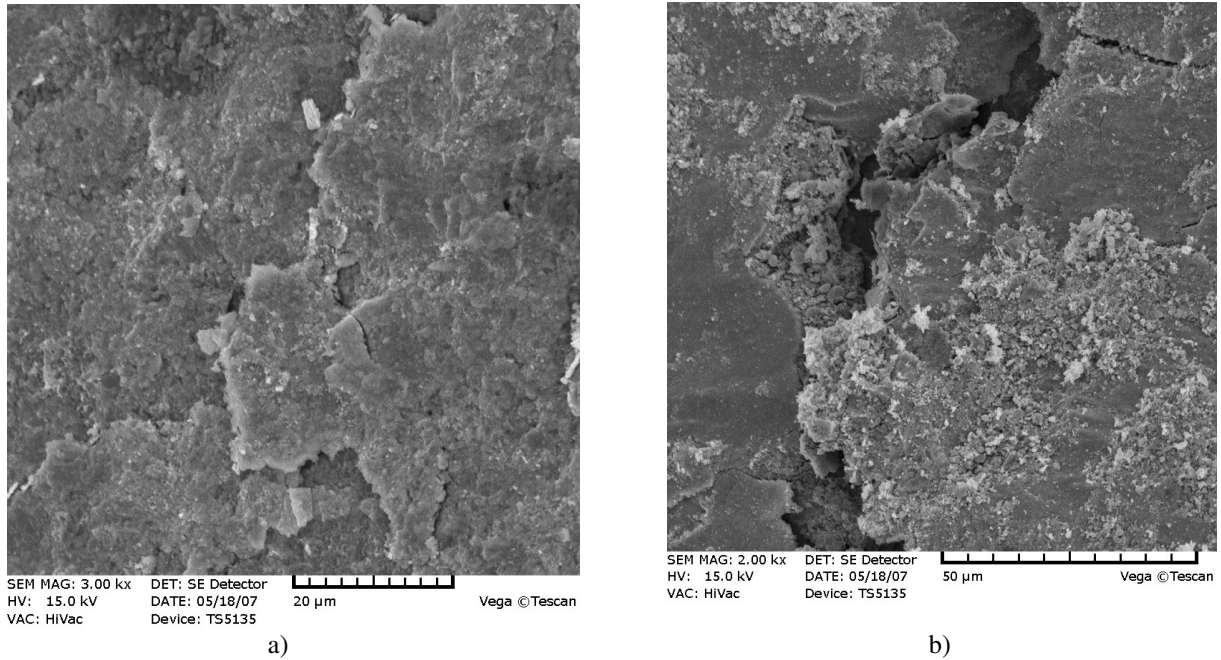 SEM MAG: 3.00 kx DET: SE Detector
HV: 15.0 kV DATE: 05/18/07 20 µm Vega ©Tescan
VAC: HiVac Device: TS5135
a)
SEM MAG: 2.00 kx DET: SE Detector
HV: 15.0 kV DATE: 05/18/07 50 µm Vega ©Tescan
VAC: HiVac Device: TS5135
b)